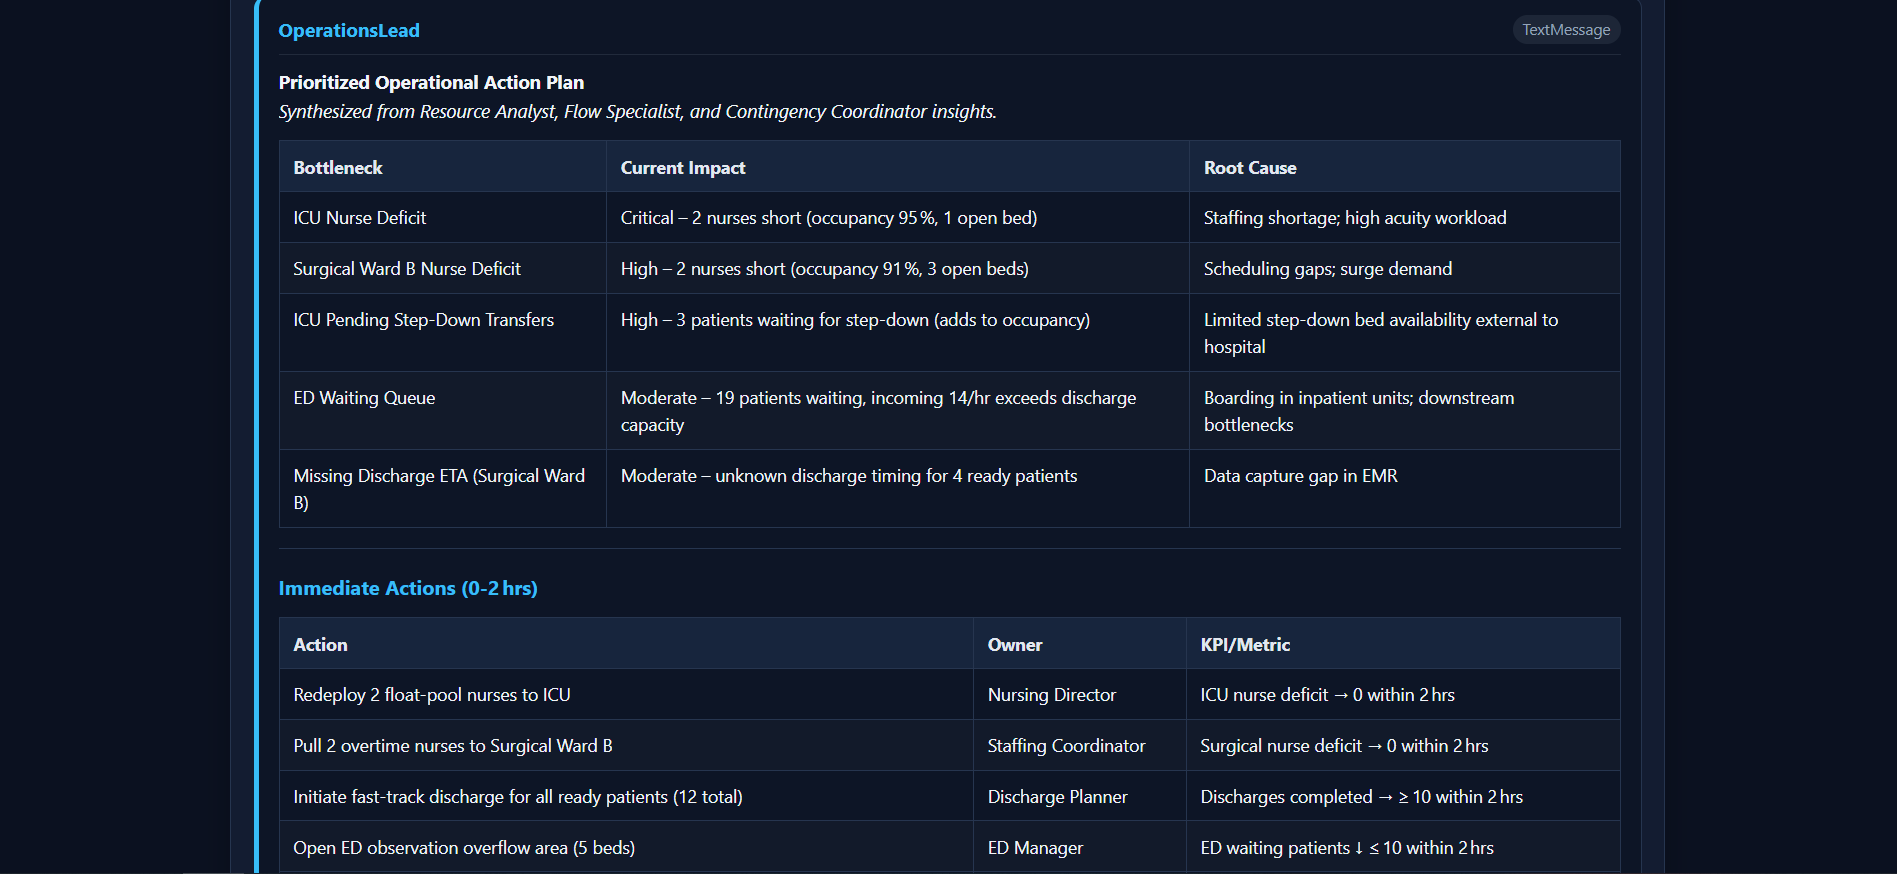 OperationsLead
TextMessage
Prioritized Operational Action Plan
Synthesized from Resource Analyst, Flow Specialist, and Contingency Coordinator insights.
Bottleneck
Current Impact
Root Cause
ICU Nurse Deficit
Critical – 2 nurses short (occupancy 95 %, 1 open bed)
Staffing shortage; high acuity workload
Surgical Ward B Nurse Deficit
High – 2 nurses short (occupancy 91 %, 3 open beds)
Scheduling gaps; surge demand
ICU Pending Step-Down Transfers
High – 3 patients waiting for step-down (adds to occupancy)
Limited step-down bed availability external to
hospital
ED Waiting Queue
Moderate – 19 patients waiting, incoming 14/hr exceeds discharge
capacity
Boarding in inpatient units; downstream
bottlenecks
Missing Discharge ETA (Surgical Ward
B)
Moderate – unknown discharge timing for 4 ready patients
Data capture gap in EMR
Immediate Actions (0-2 hrs)
Action
Owner
KPI/Metric
Redeploy 2 float-pool nurses to ICU
Nursing Director
ICU nurse deficit → 0 within 2 hrs
Pull 2 overtime nurses to Surgical Ward B
Staffing Coordinator
Surgical nurse deficit → 0 within 2 hrs
Initiate fast-track discharge for all ready patients (12 total)
Discharge Planner
Discharges completed → ≥ 10 within 2 hrs
Open ED observation overflow area (5 beds)
ED Manager
ED waiting patients ↓ ≤ 10 within 2 hrs